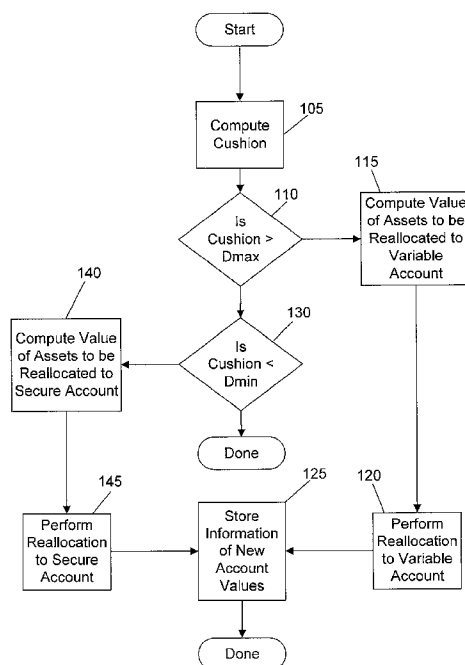 Start
105
Compute
Cushion
110
Is
Cushion >
Dmax
115
Compute Value
of Assets to be
Reallocated to
Variable
Account
130
Is
Cushion <
Dmin
140
Compute Value
of Assets to be
Reallocated to
Secure Account
Done
145
Perform
Reallocation
to Secure
Account
125
Store
Information
of New
Account
Values
120
Perform
Reallocation
to Variable
Account
Done